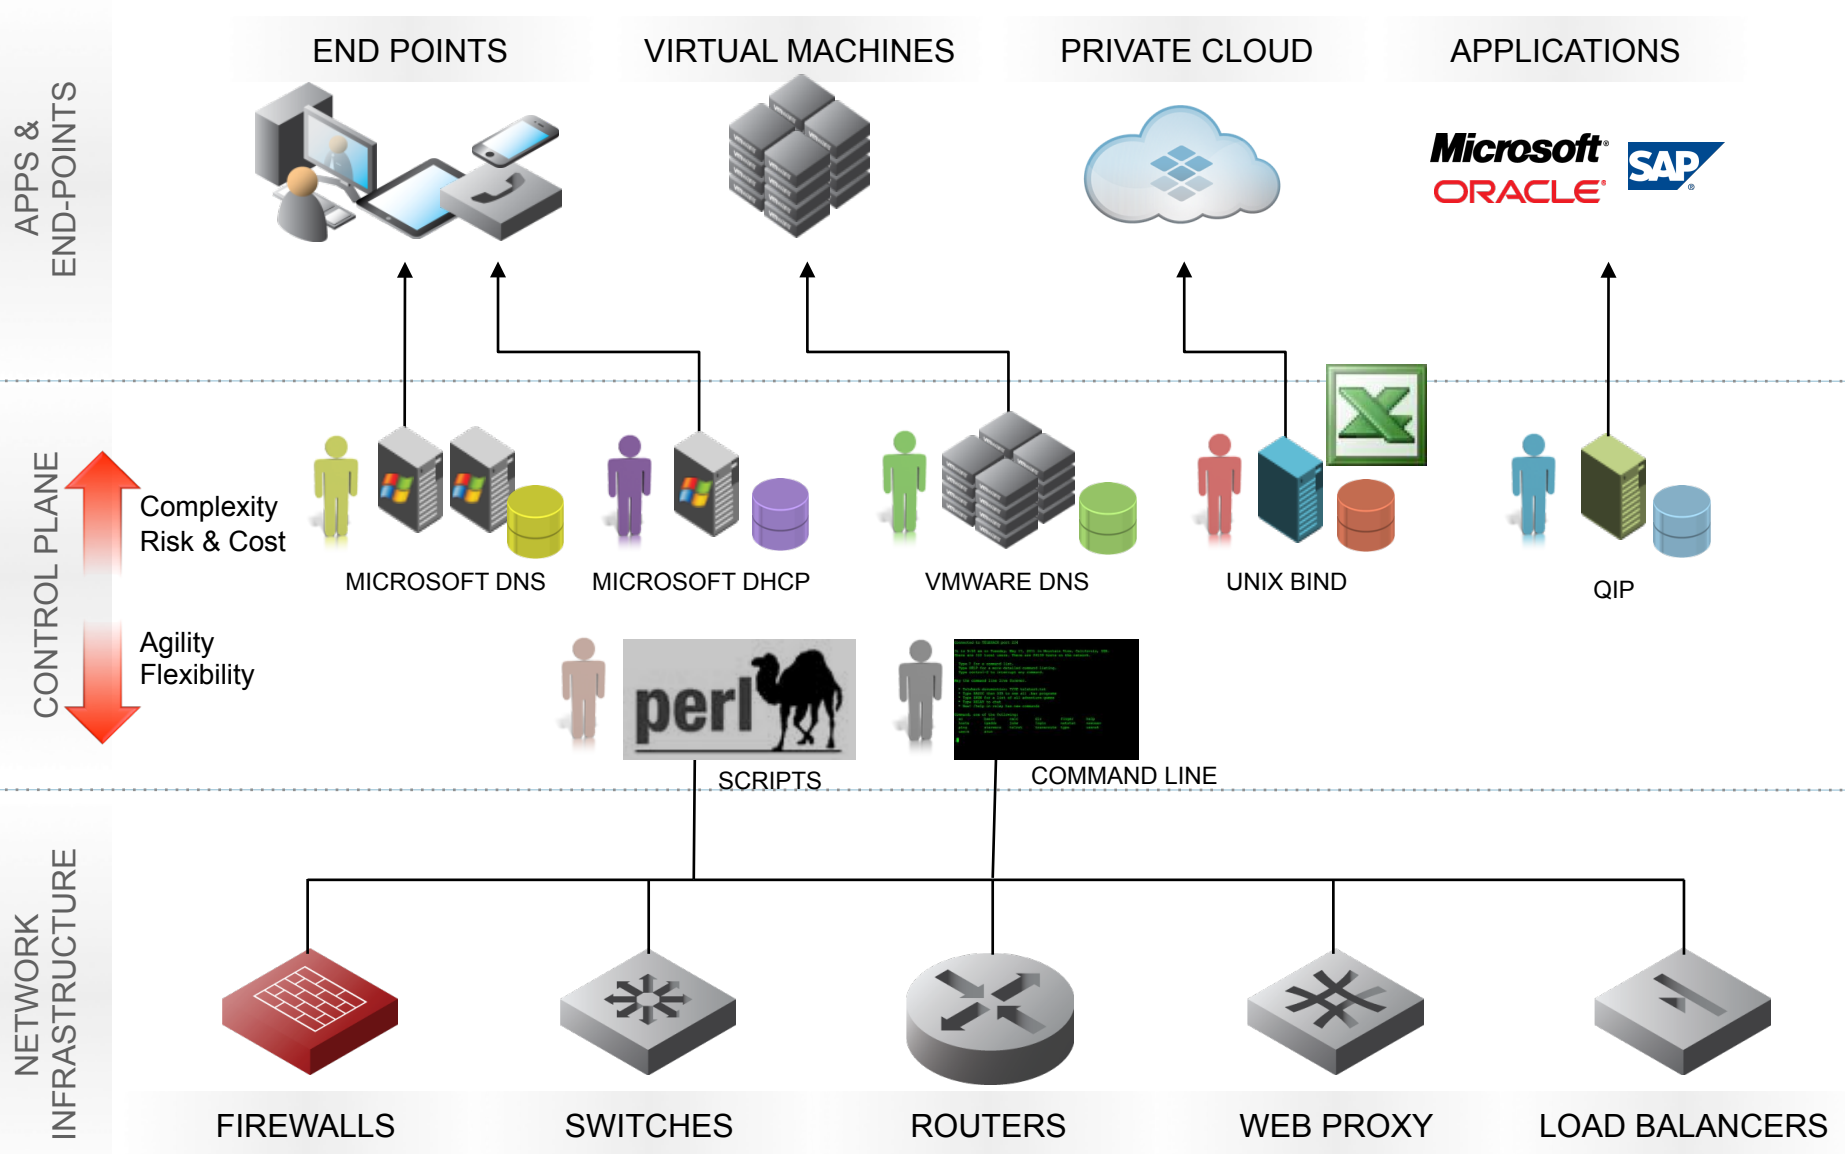 END POINTS
VIRTUAL MACHINES
PRIVATE CLOUD
APPLICATIONS
APPS &
END-POINTS
Microsoft
ORACLE
SAP
CONTROL PLANE
Complexity
Risk & Cost
Agility
Flexibility
MICROSOFT DNS
MICROSOFT DHCP
VMWARE DNS
UNIX BIND
QIP
perl
SCRIPTS
COMMAND LINE
NETWORK
INFRASTRUCTURE
FIREWALLS
SWITCHES
ROUTERS
WEB PROXY
LOAD BALANCERS